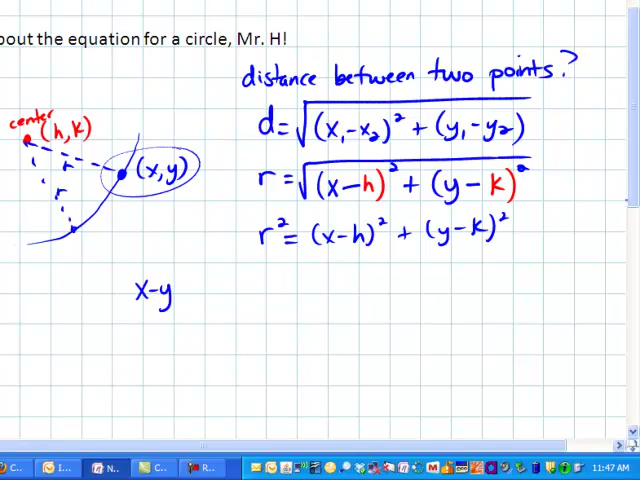 bout the equation for a circle, Mr. H!
distance between two points?
center
(h, k)
r
(x,y)
r
d = √(x₁-x₂)² + (y₁-y₂)
r = √(x-h)² + (y-k)²
r² = (x-h)² + (y-k)²
x-y
C...
I...
N...
C...
R...
11:47 AM